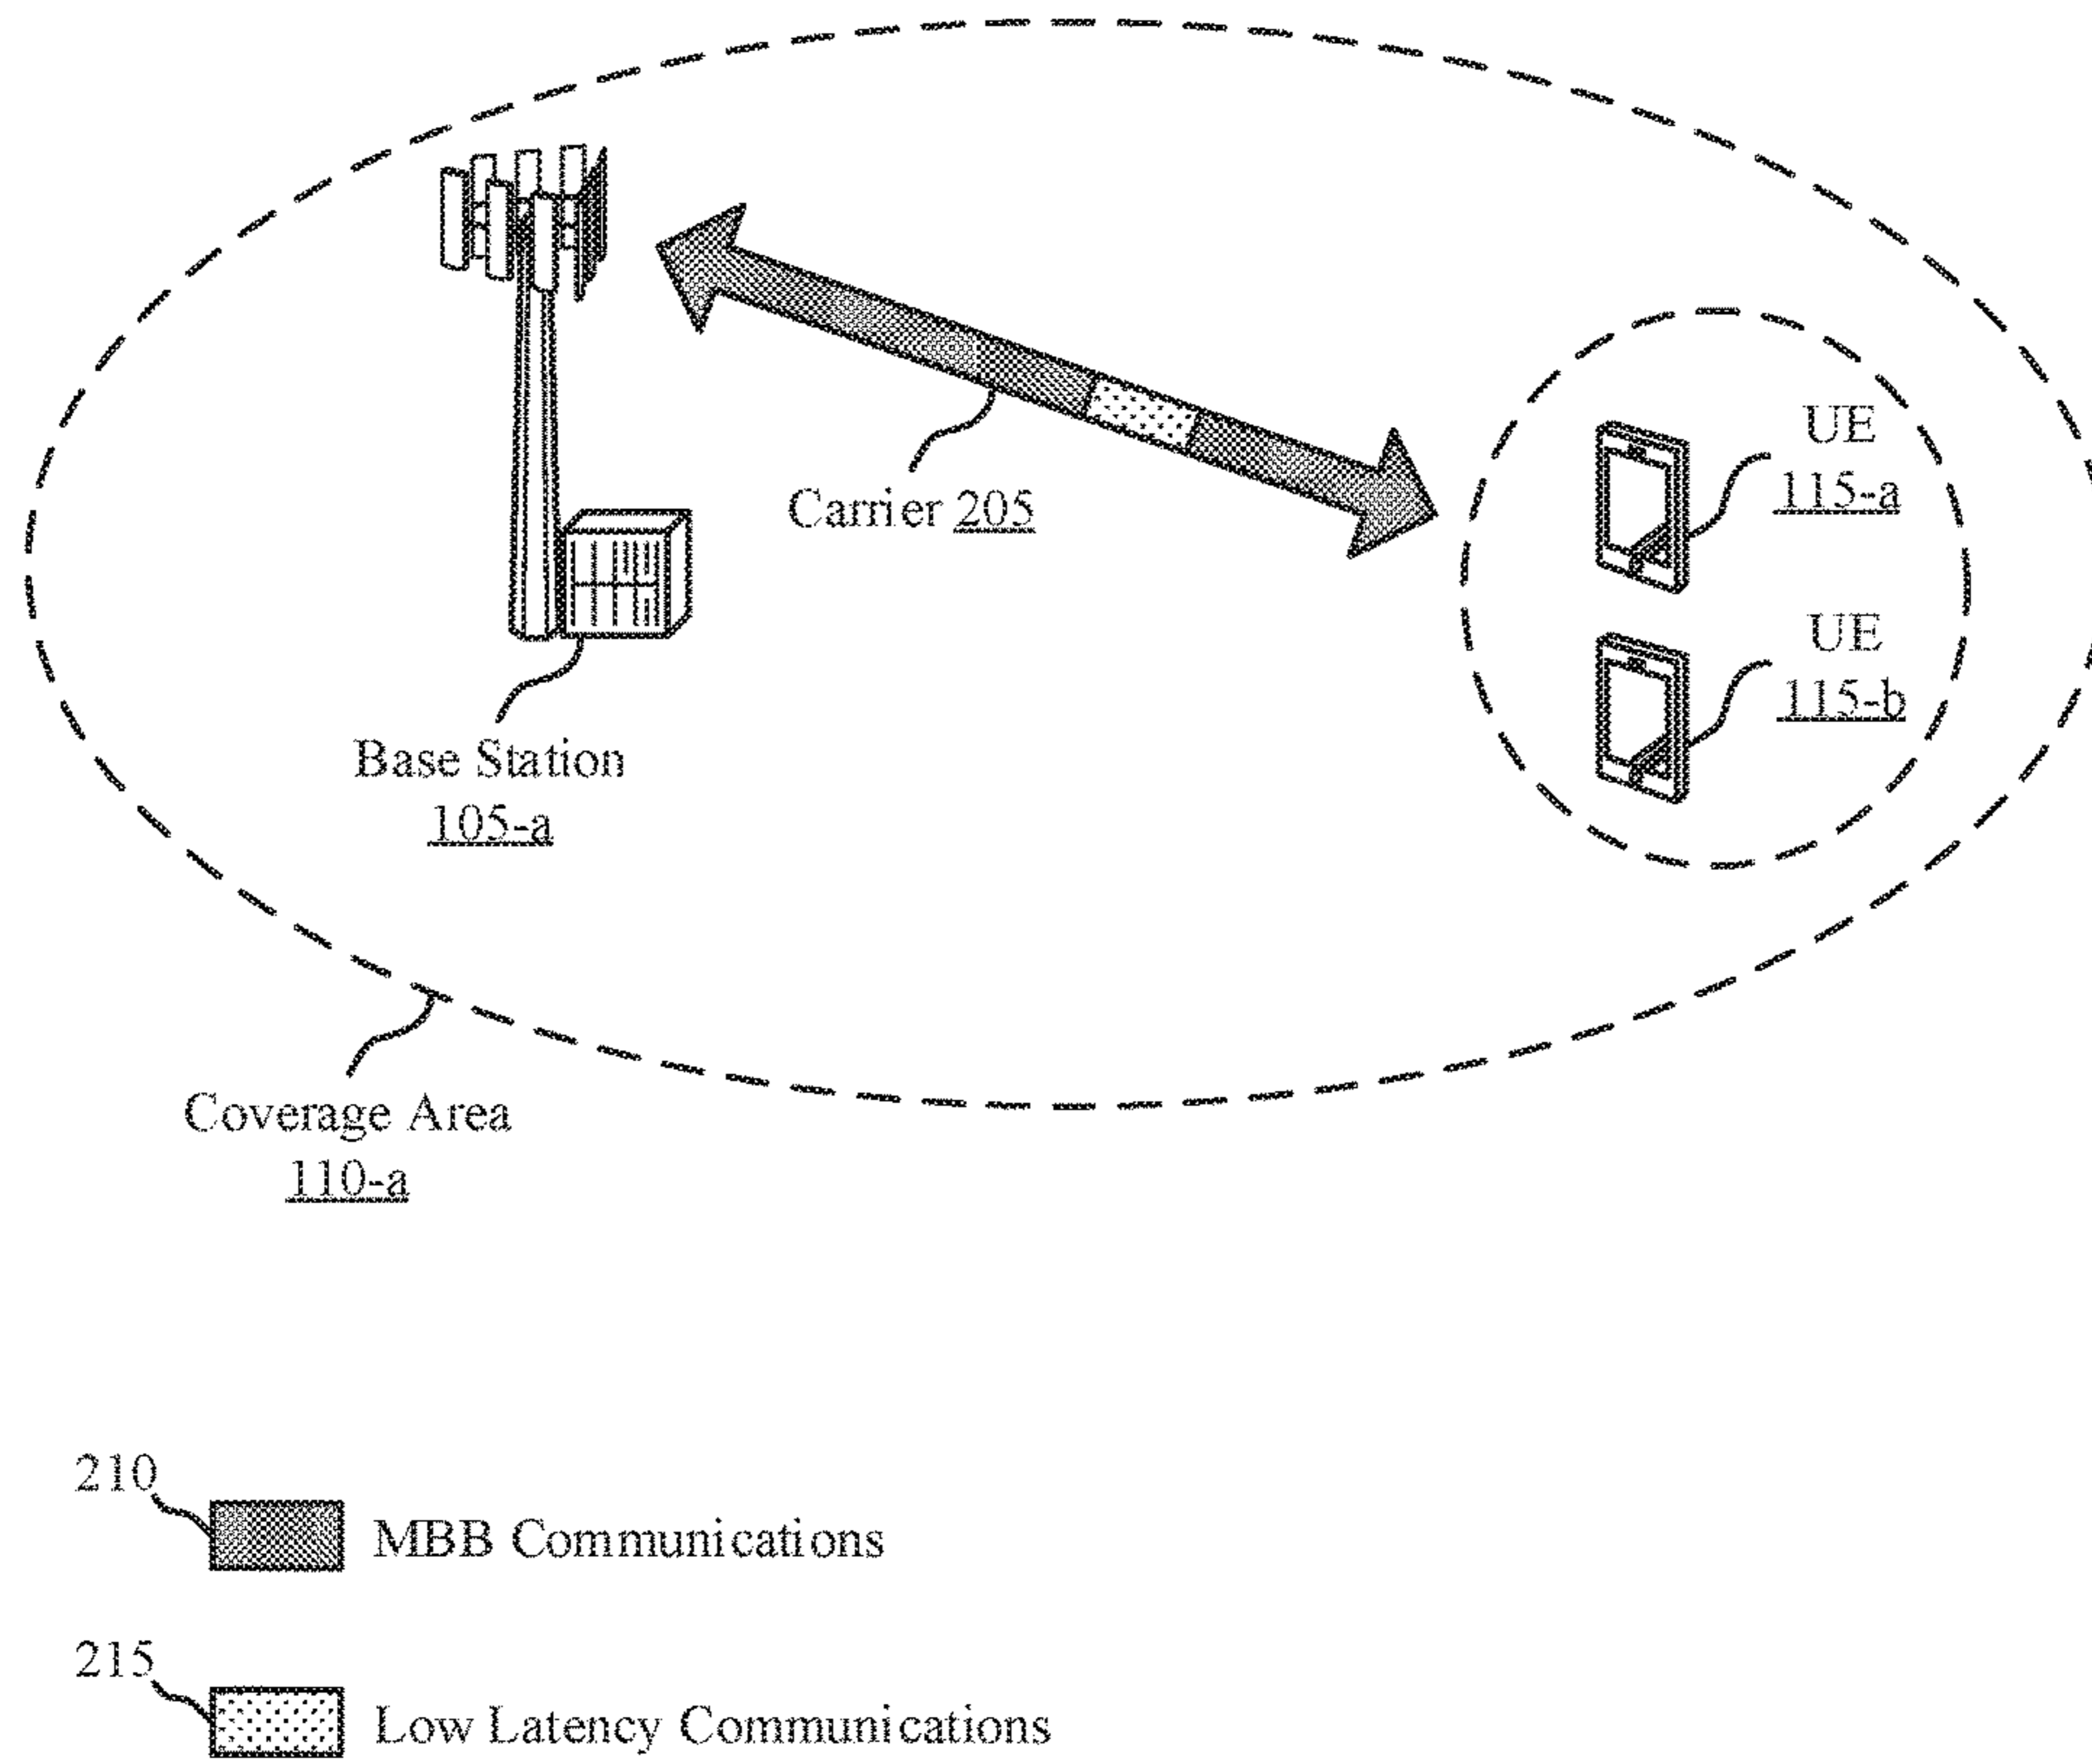 UE
115-a
Carrier 205
UE
115-b
Base Station
105-a
Coverage Area
110-a
210
MBB Communications
215
Low Latency Communications